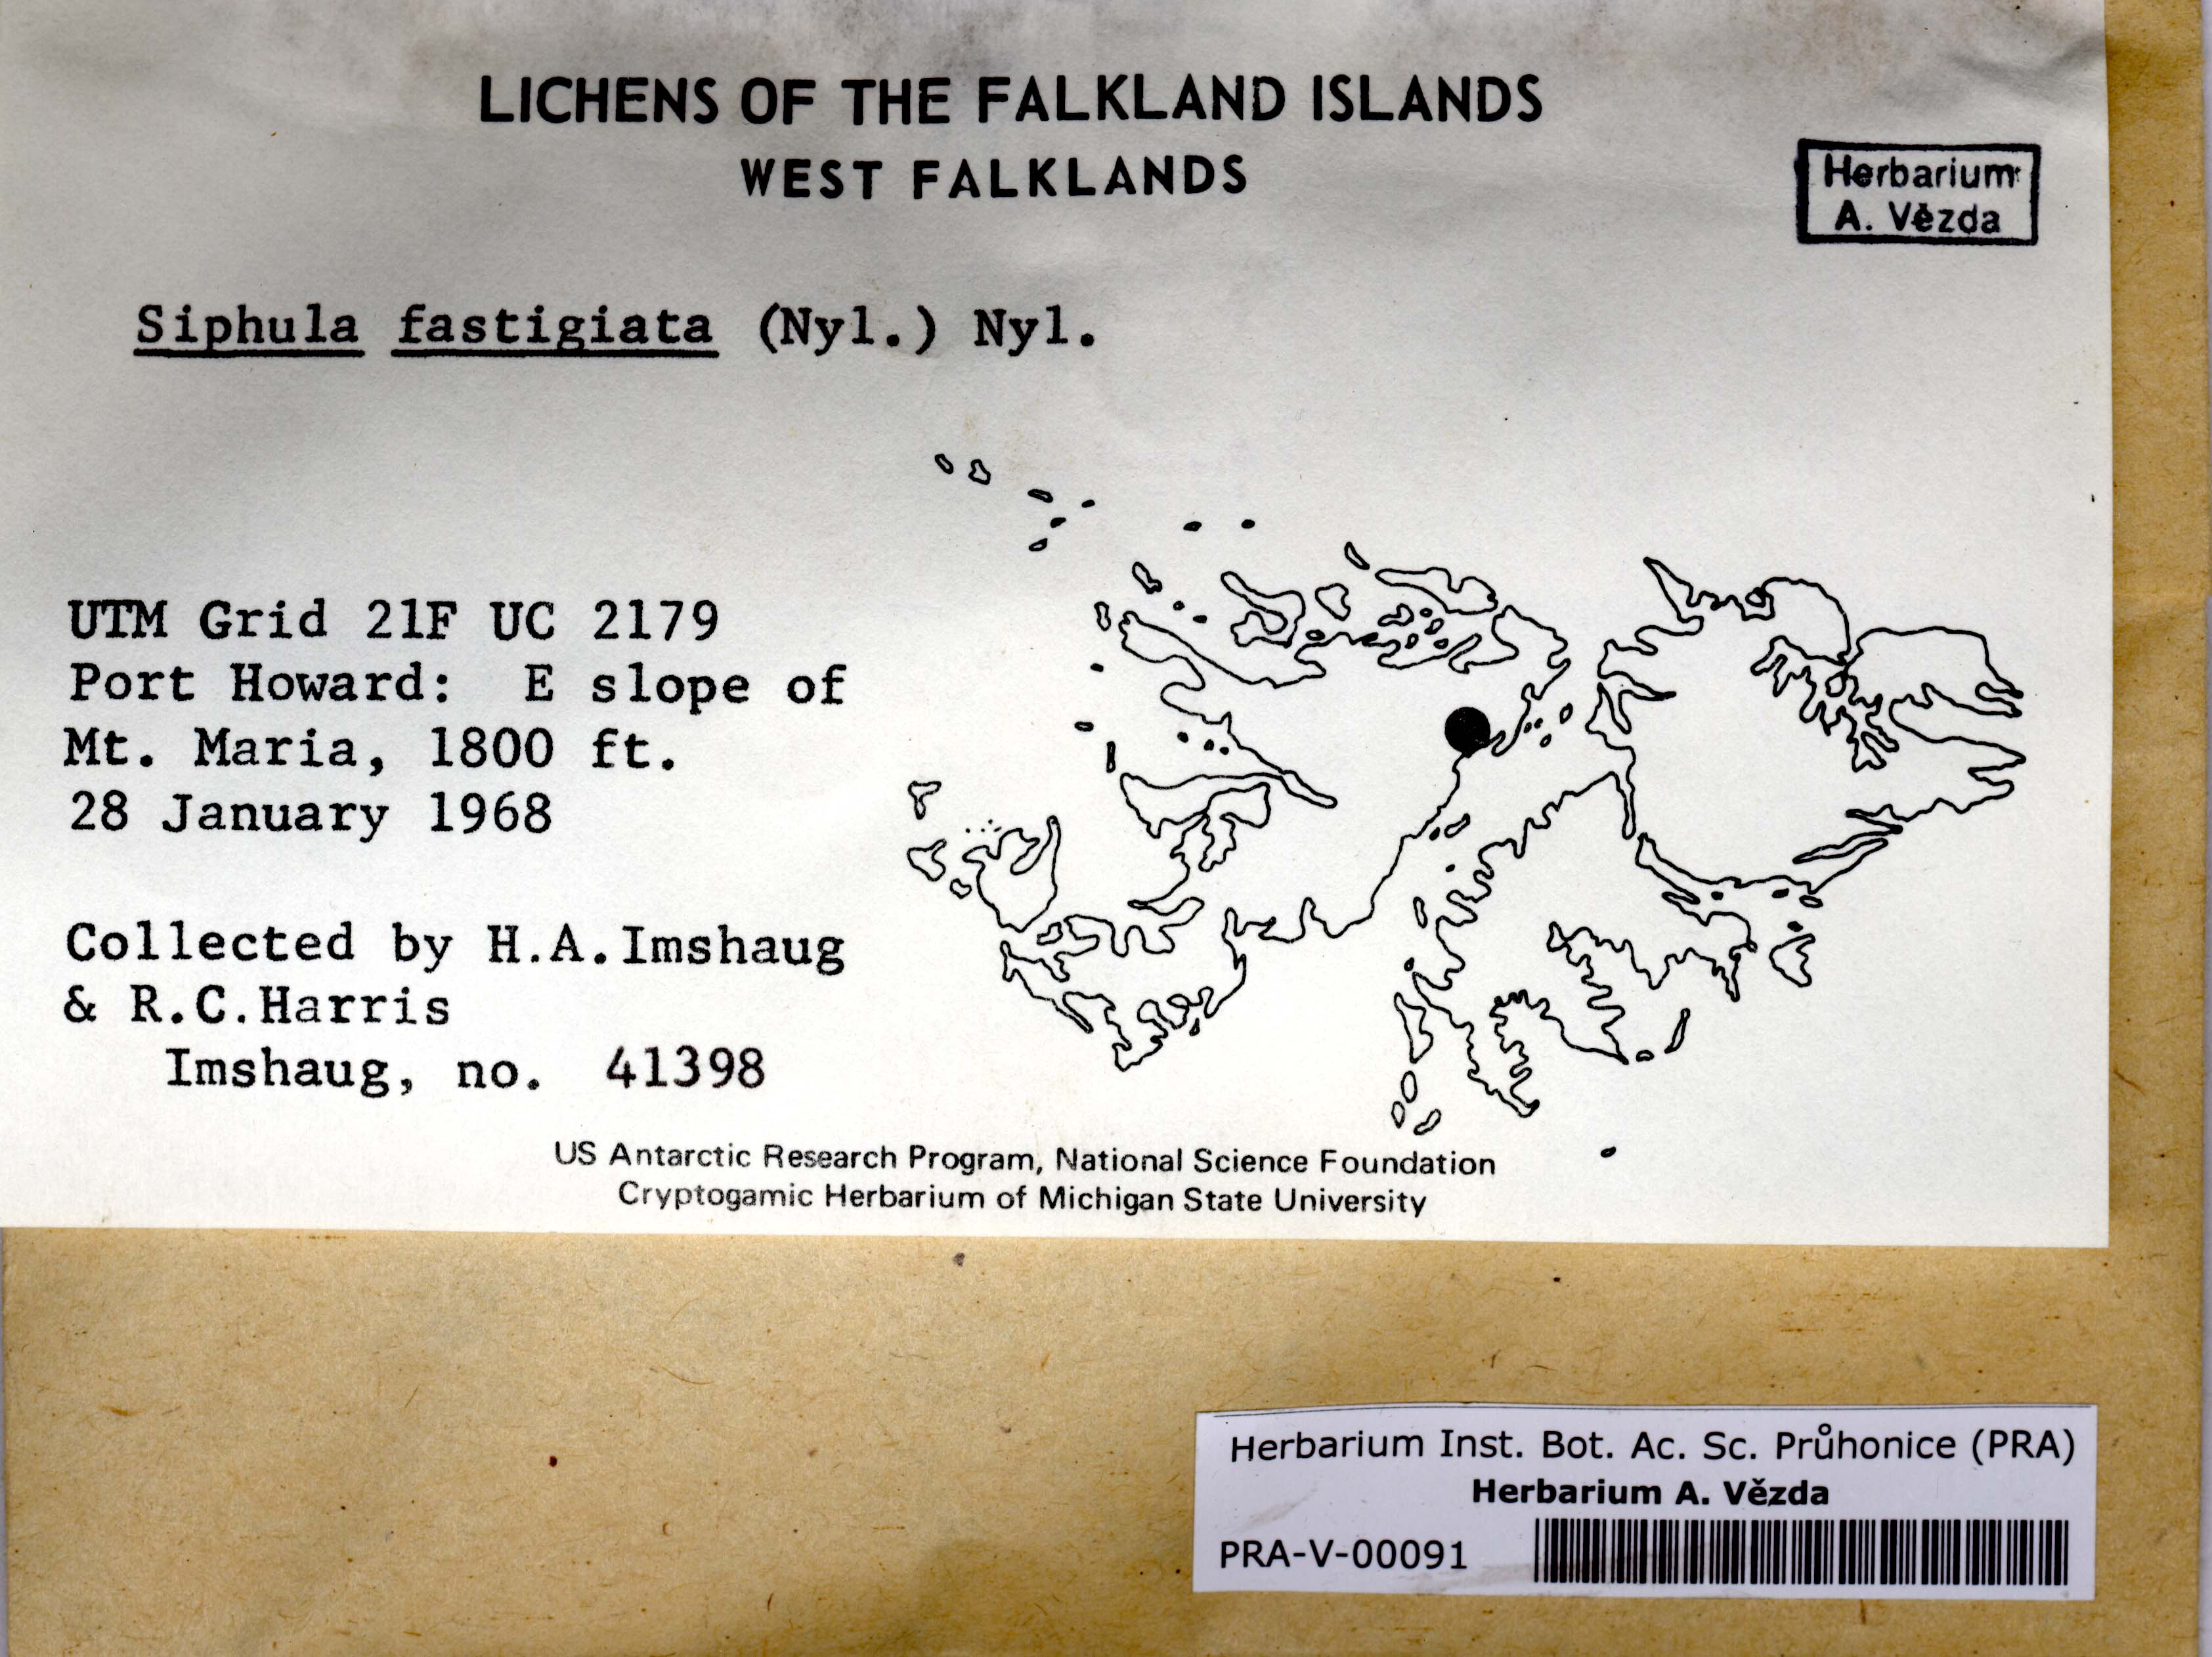 LICHENS OF THE FALKLAND ISLANDS
WEST FALKLANDS
Herbarium
A. Vězda
Siphula fastigiata (Nyl.) Nyl.
UTM Grid 21F UC 2179
Port Howard: E slope of
Mt. Maria, 1800 ft.
28 January 1968
Collected by H.A.Imshaug
& R.C.Harris
Imshaug, no. 41398
US Antarctic Research Program, National Science Foundation
Cryptogamic Herbarium of Michigan State University
Herbarium Inst. Bot. Ac. Sc. Průhonice (PRA)
Herbarium A. Vězda
PRA-V-00091